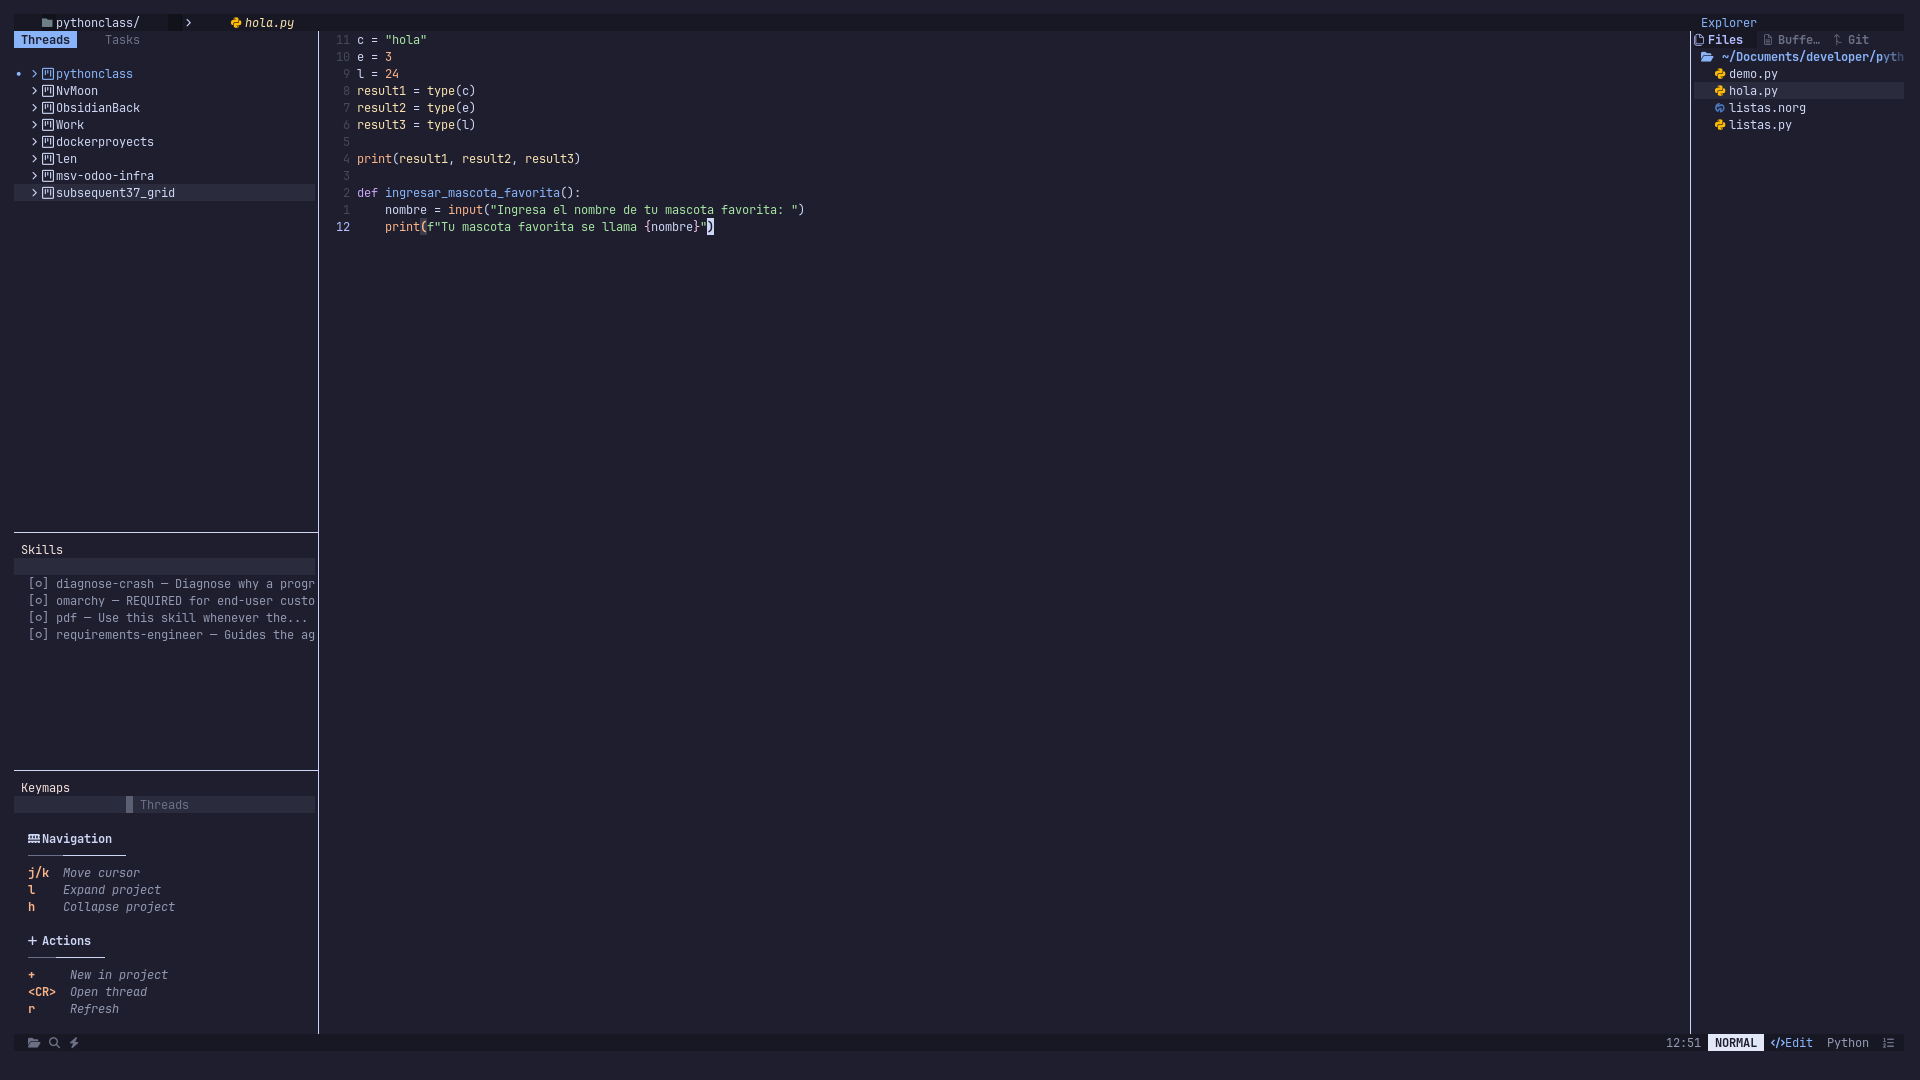 pythonclass/ > hola.py
Explorer
Threads Tasks
pythonclass
NvMoon
ObsidianBack
Work
dockerproyects
len
msv-odoo-infra
subsequent37_grid
Skills
[o] diagnose-crash — Diagnose why a progr
[o] omarchy — REQUIRED for end-user custo
[o] pdf — Use this skill whenever the...
[o] requirements-engineer — Guides the ag
Keymaps
Threads
Navigation
j/k Move cursor
l Expand project
h Collapse project
+ Actions
+ New in project
<CR> Open thread
r Refresh
11 c = "hola"
10 e = 3
9 l = 24
8 result1 = type(c)
7 result2 = type(e)
6 result3 = type(l)
5
4 print(result1, result2, result3)
3
2 def ingresar_mascota_favorita():
1     nombre = input("Ingresa el nombre de tu mascota favorita: ")
12     print(f"Tu mascota favorita se llama {nombre}")
Files Buffe… Git
~/Documents/developer/pyth
demo.py
hola.py
listas.norg
listas.py
12:51 NORMAL </>Edit Python